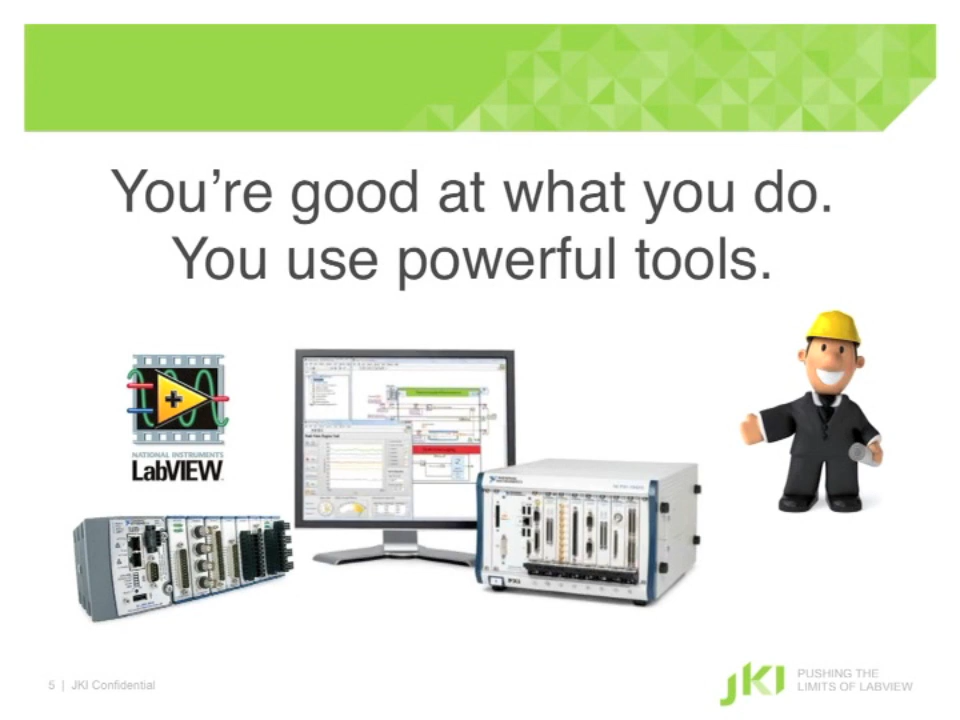 You're good at what you do.
You use powerful tools.
NATIONAL INSTRUMENTS
LabVIEW
PXI
5 | JKI Confidential
JKI
PUSHING THE
LIMITS OF LABVIEW